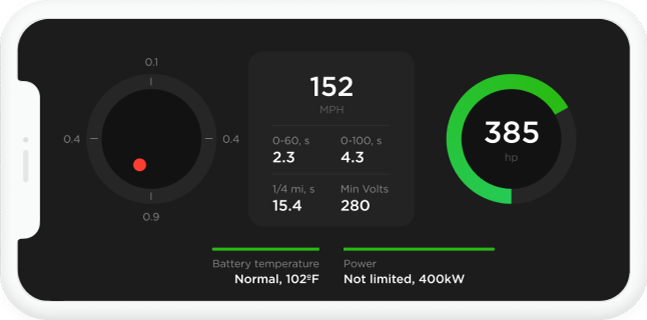 0.1
0.4
0.4
0.9
152
MPH
0-60, s
0-100, s
2.3
4.3
1/4 mi, s
Min Volts
15.4
280
385
hp
Battery temperature
Normal, 102ºF
Power
Not limited, 400kW